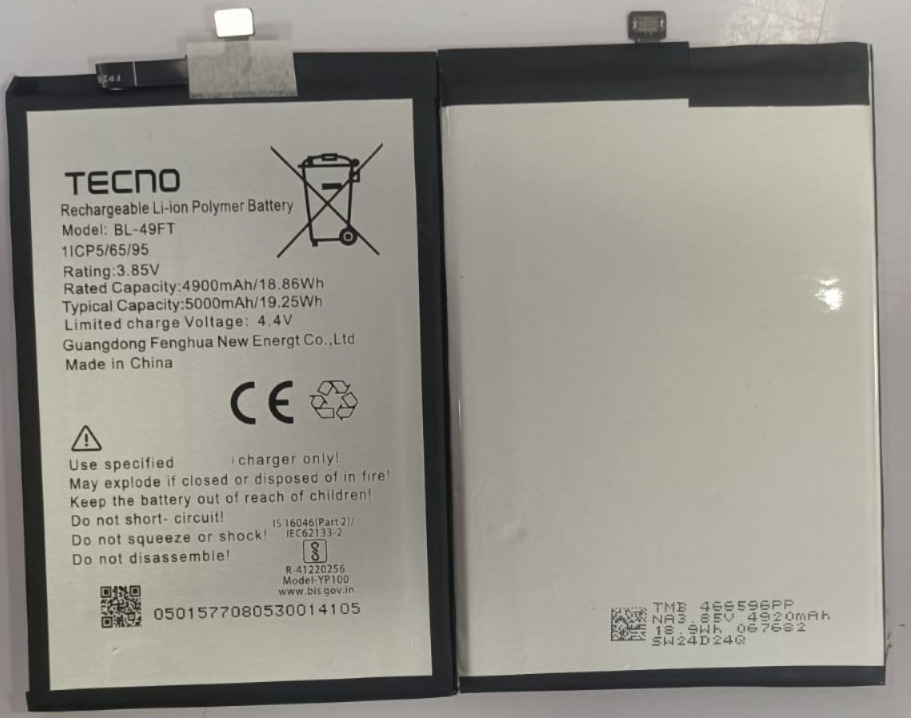 TECNO
Rechargeable Li-ion Polymer Battery
Model: BL-49FT
1ICP5/65/95
Rating:3.85V
Rated Capacity:4900mAh/18.86Wh
Typical Capacity:5000mAh/19.25Wh
Limited charge Voltage: 4.4V
Guangdong Fenghua New Energt Co.,Ltd
Made in China
CE
Use specified charger only!
May explode if closed or disposed of in fire!
Keep the battery out of reach of children!
Do not short- circuit!
Do not squeeze or shock!
Do not disassemble!
IS 16046(Part 2)/
IEC62133-2
R-41220256
Model-YP100
www.bis.gov.in
0501577080530014105
TMB 466596PP
NA3.85V 4920mAh
18.9Wh 067682
SW24D24Q